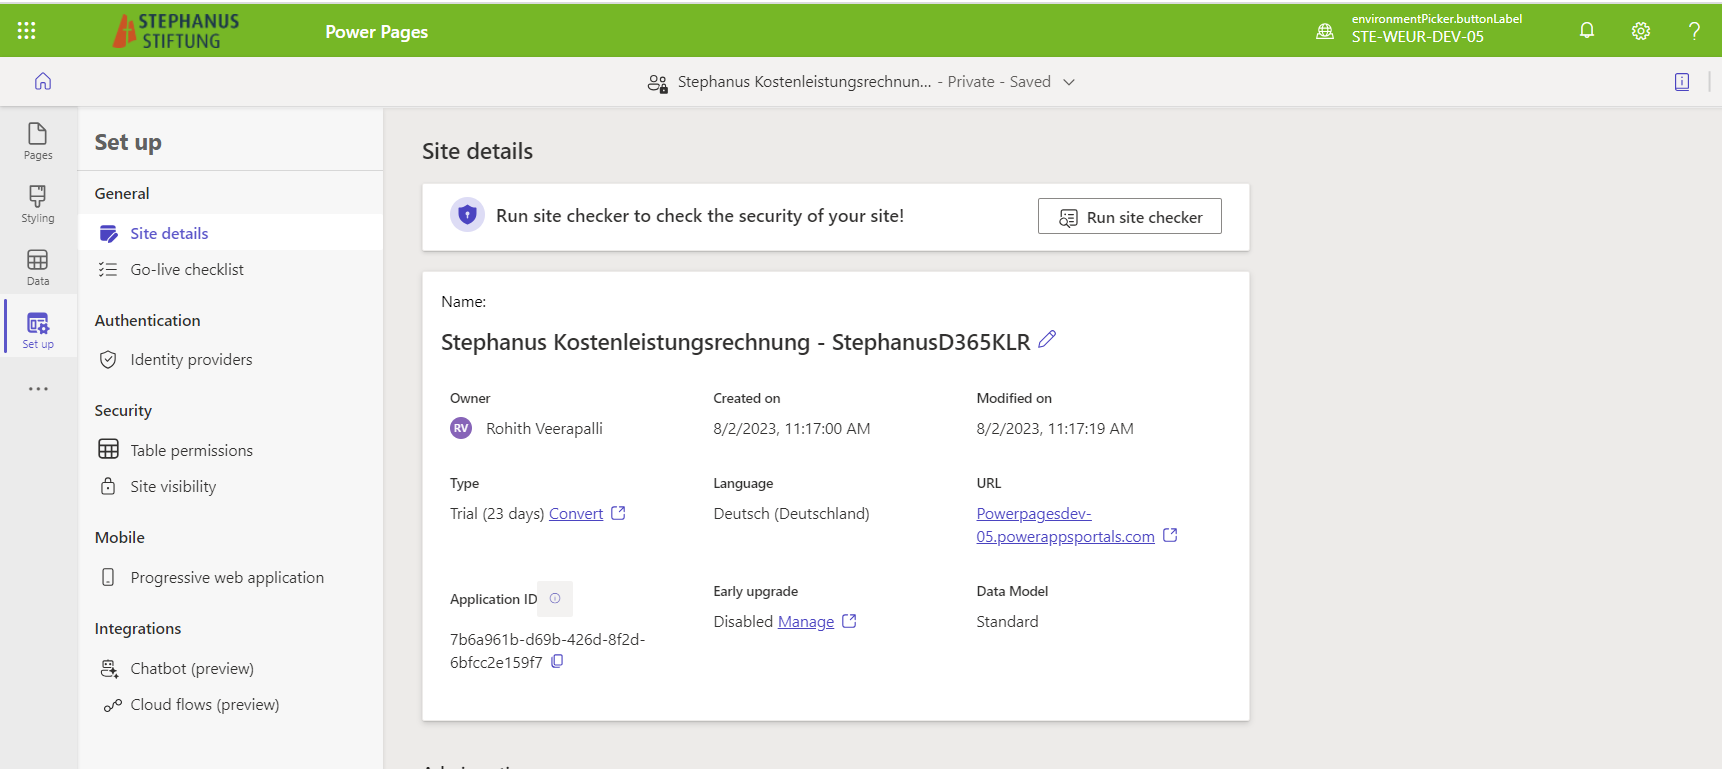 STEPHANUS
STIFTUNG
Power Pages
environmentPicker.buttonLabel
STE-WEUR-DEV-05
Stephanus Kostenleistungsrechnun... - Private - Saved
Pages
Styling
Data
Set up
Set up
General
Site details
Go-live checklist
Authentication
Identity providers
Security
Table permissions
Site visibility
Mobile
Progressive web application
Integrations
Chatbot (preview)
Cloud flows (preview)
Site details
Run site checker to check the security of your site!
Run site checker
Name:
Stephanus Kostenleistungsrechnung - StephanusD365KLR
Owner
RV Rohith Veerapalli
Created on
8/2/2023, 11:17:00 AM
Modified on
8/2/2023, 11:17:19 AM
Type
Trial (23 days) Convert
Language
Deutsch (Deutschland)
URL
Powerpagesdev-
05.powerappsportals.com
Application ID
7b6a961b-d69b-426d-8f2d-
6bfcc2e159f7
Early upgrade
Disabled Manage
Data Model
Standard